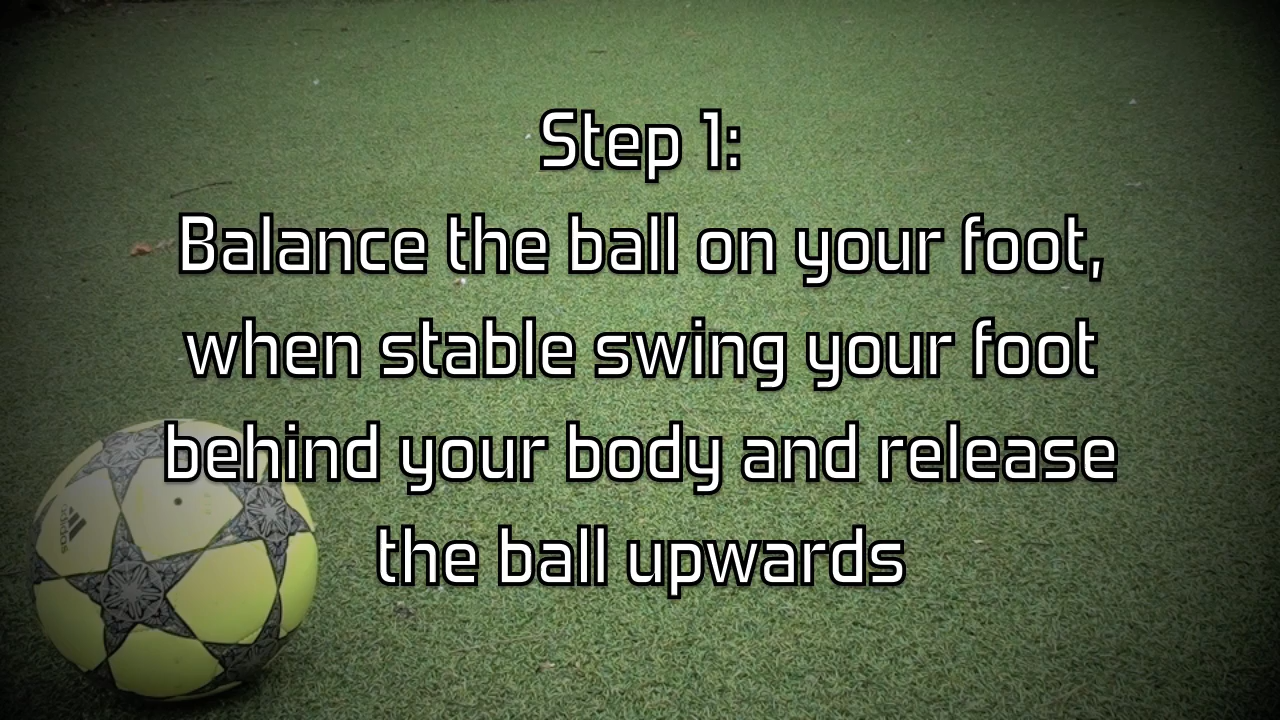 Step 1:
Balance the ball on your foot,
when stable swing your foot
behind your body and release
the ball upwards
adidas